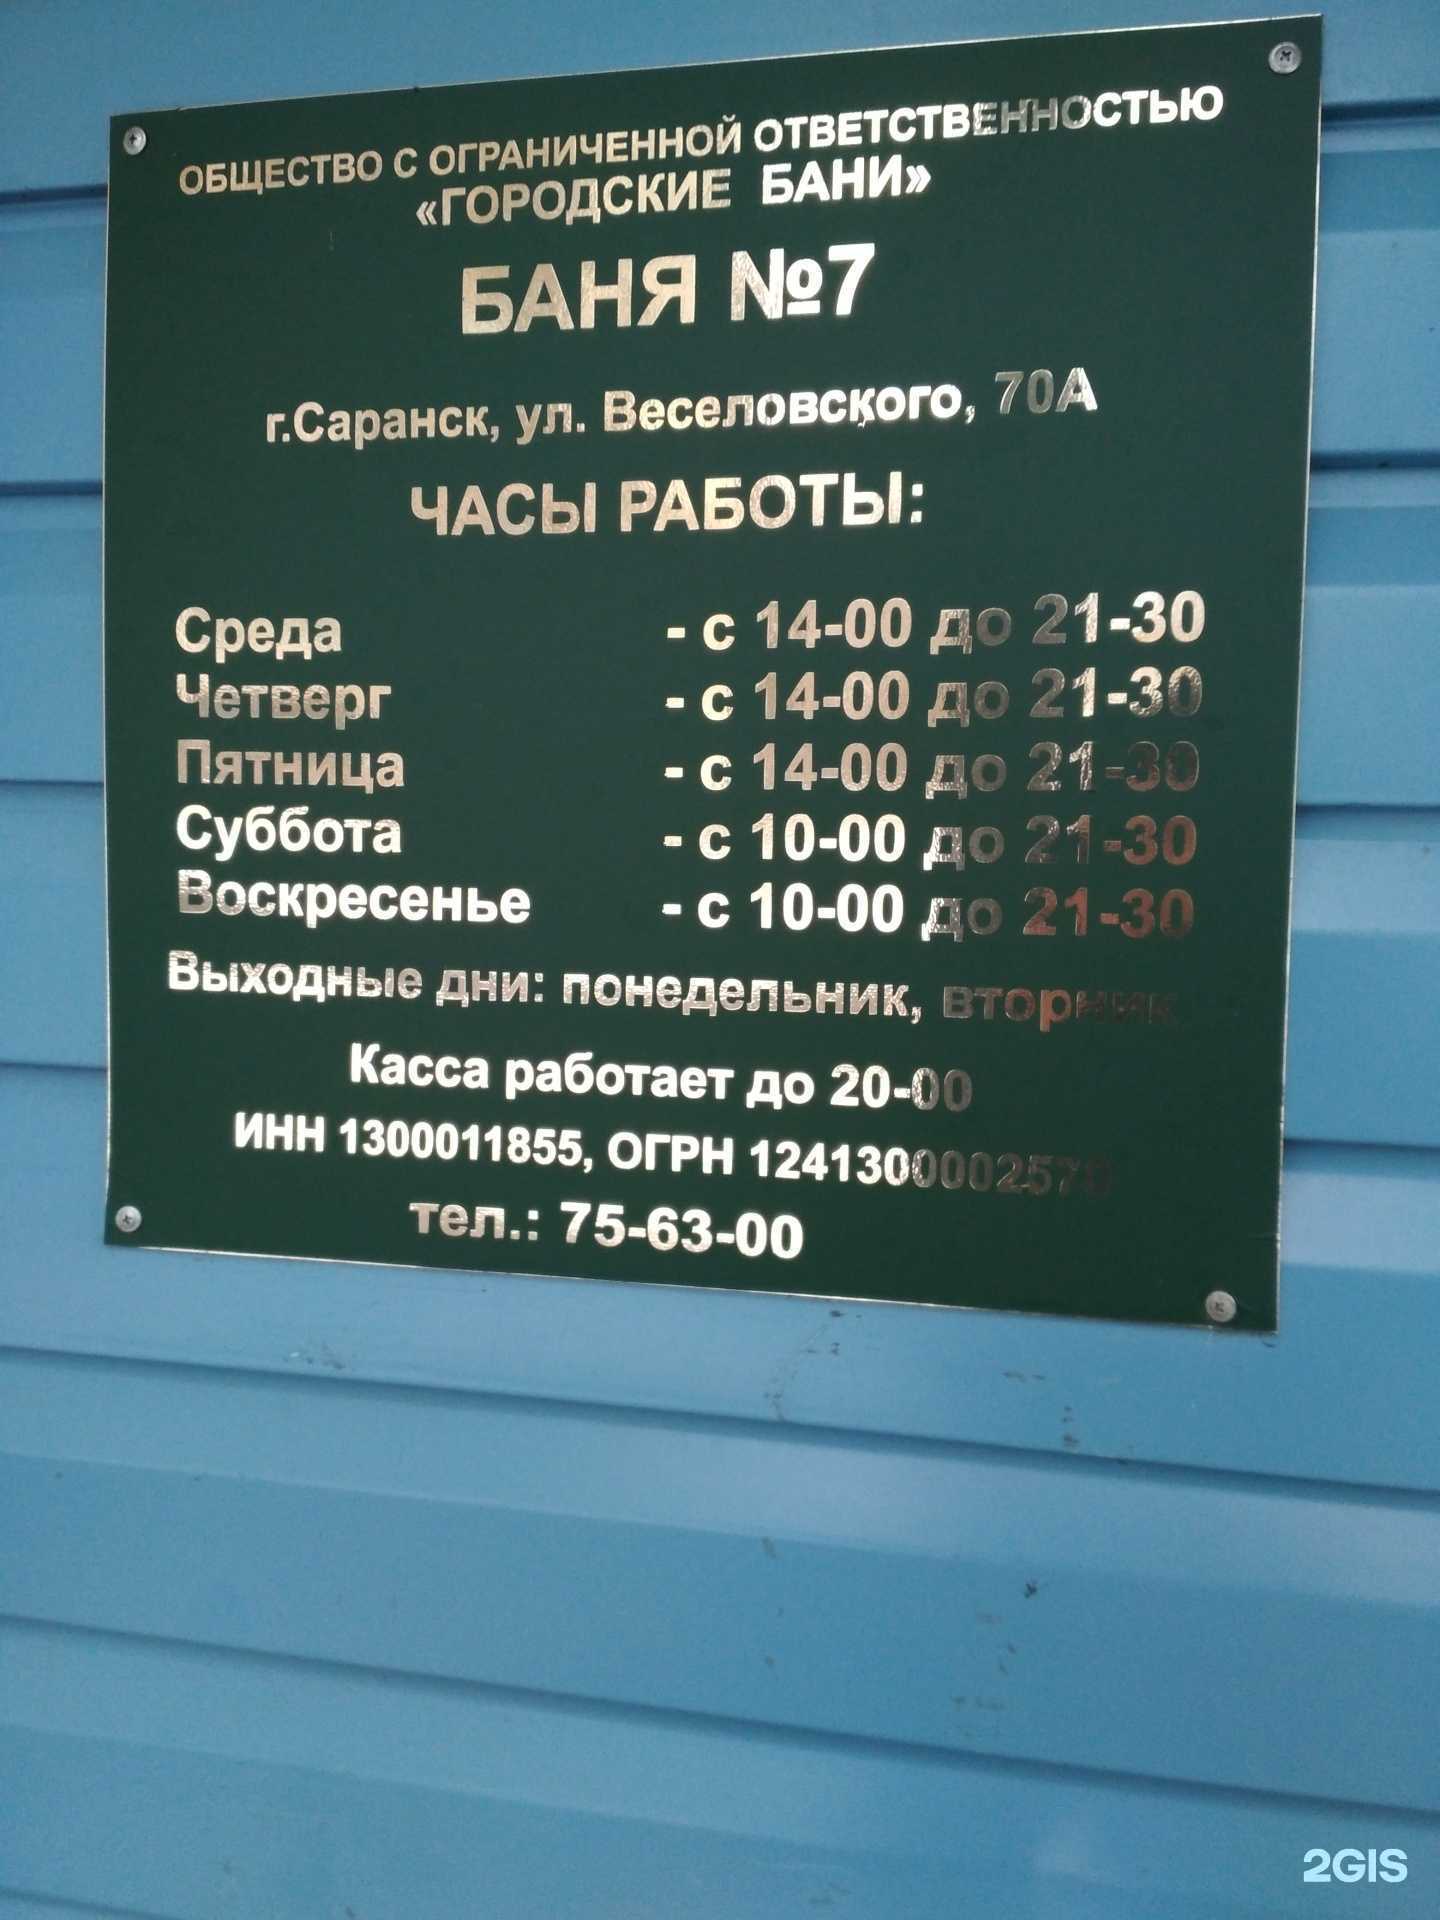 ОБЩЕСТВО С ОГРАНИЧЕННОЙ ОТВЕТСТВЕННОСТЬЮ
«ГОРОДСКИЕ БАНИ»
БАНЯ №7
г.Саранск, ул. Веселовского, 70А
ЧАСЫ РАБОТЫ:
Среда - с 14-00 до 21-30
Четверг - с 14-00 до 21-30
Пятница - с 14-00 до 21-30
Суббота - с 10-00 до 21-30
Воскресенье - с 10-00 до 21-30
Выходные дни: понедельник, вторник
Касса работает до 20-00
ИНН 1300011855, ОГРН 1241300002570
тел.: 75-63-00
2GIS